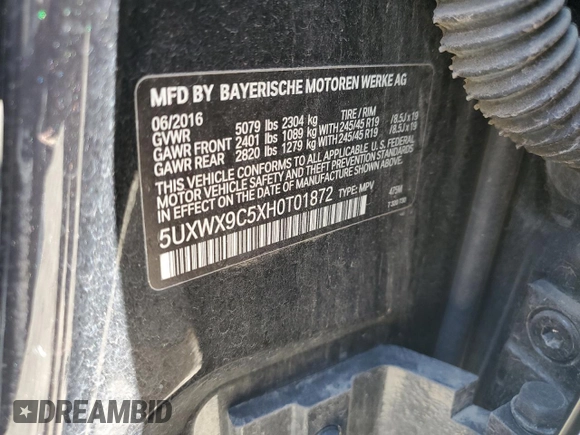 MFD BY BAYERISCHE MOTOREN WERKE AG
06/2016 TIRE / RIM
GVWR 5079 lbs 2304 kg
GAWR FRONT 2401 lbs 1089 kg WITH 245/45 R19 /8.5J x 19
GAWR REAR 2820 lbs 1279 kg WITH 245/45 R19 /8.5J x 19
THIS VEHICLE CONFORMS TO ALL APPLICABLE U.S. FEDERAL
MOTOR VEHICLE SAFETY AND THEFT PREVENTION STANDARDS
IN EFFECT ON THE DATE OF MANUFACTURE SHOWN ABOVE.
5UXWX9C5XH0T01872 TYPE: MPV
DREAMBID